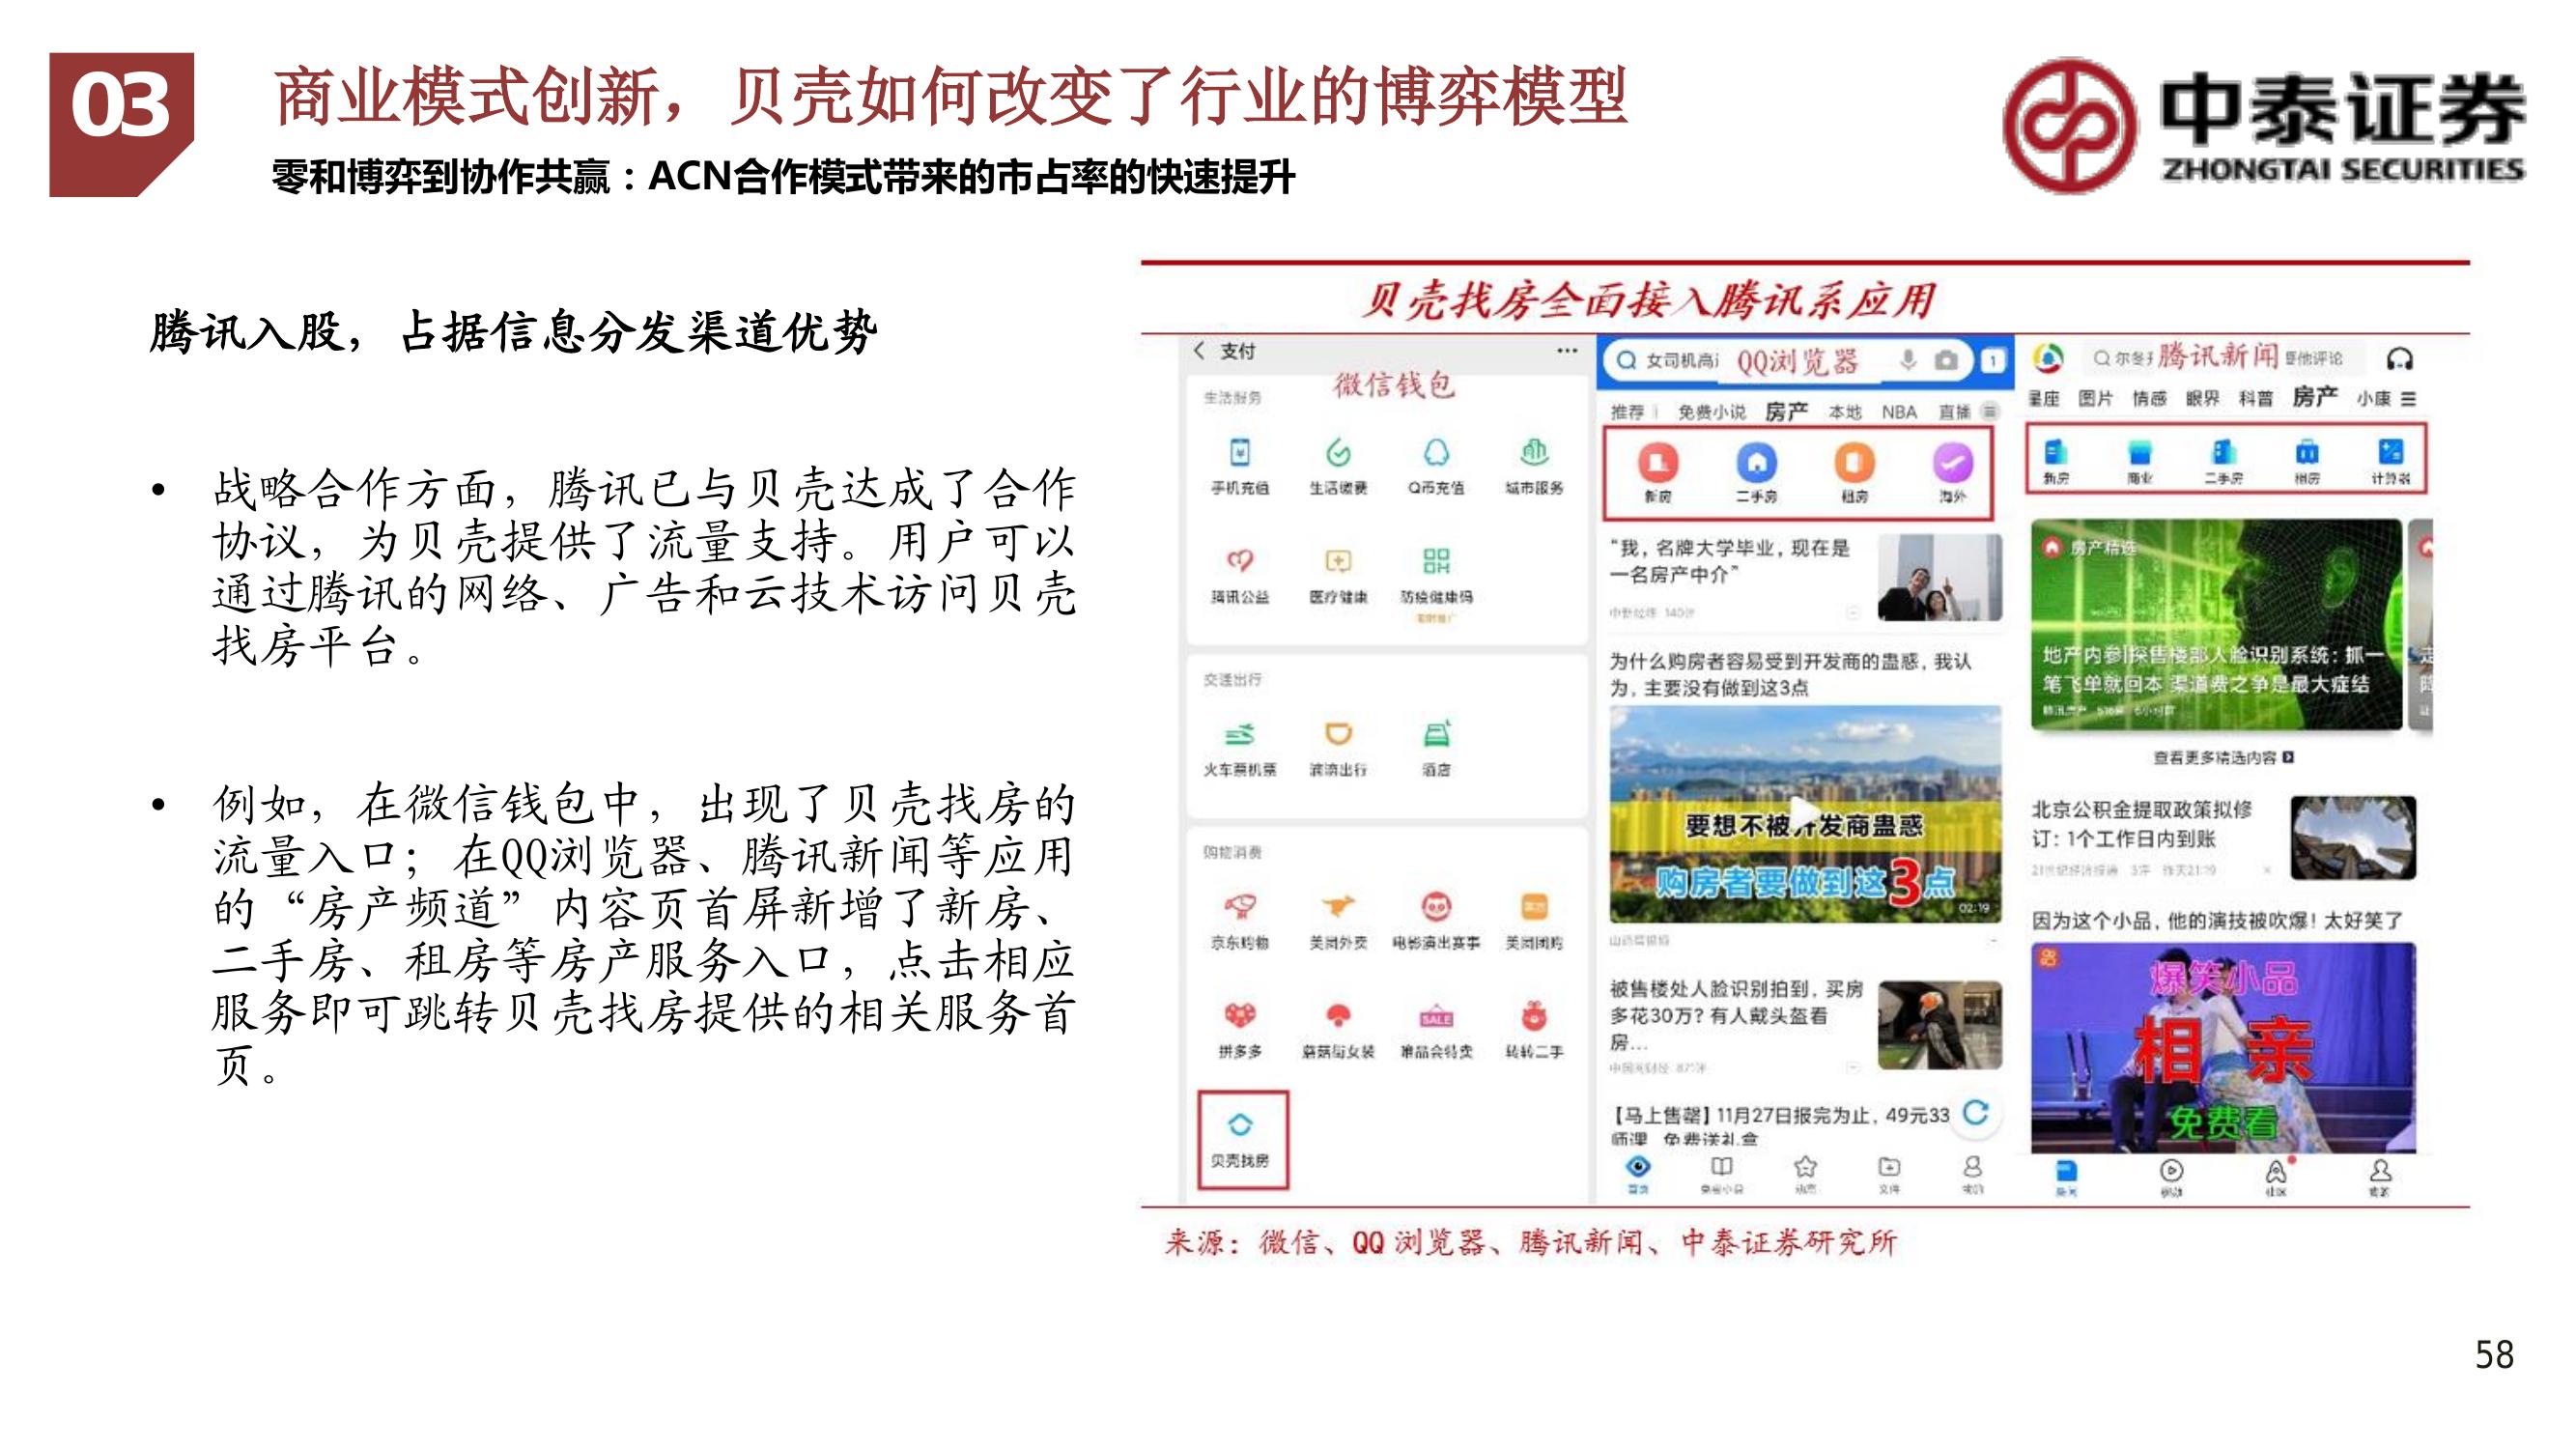 03
商业模式创新，贝壳如何改变了行业的博弈模型
零和博弈到协作共赢：ACN合作模式带来的市占率的快速提升
中泰证券
ZHONGTAI SECURITIES
腾讯入股，占据信息分发渠道优势
• 战略合作方面，腾讯已与贝壳达成了合作
协议，为贝壳提供了流量支持。用户可以
通过腾讯的网络、广告和云技术访问贝壳
找房平台。
• 例如，在微信钱包中，出现了贝壳找房的
流量入口；在QQ浏览器、腾讯新闻等应用
的“房产频道”内容页首屏新增了新房、
二手房、租房等房产服务入口，点击相应
服务即可跳转贝壳找房提供的相关服务首
页。
贝壳找房全面接入腾讯系应用
支付
微信钱包
生活服务
手机充值 生活缴费 Q币充值 城市服务
腾讯公益 医疗健康 防疫健康码
交通出行
火车票机票 滴滴出行 酒店
购物消费
京东购物 美团外卖 电影演出赛事 美团团购
拼多多 蘑菇街女装 唯品会特卖 转转二手
SALE
贝壳找房
女司机高
QQ浏览器
1
推荐 免费小说 房产 本地 NBA 直播
新房 二手房 租房 海外
“我，名牌大学毕业，现在是
一名房产中介”
为什么购房者容易受到开发商的蛊惑，我认
为，主要没有做到这3点
要想不被开发商蛊惑
购房者要做到这3点
02:19
被售楼处人脸识别拍到，买房
多花30万？有人戴头盔看
房...
【马上售罄】11月27日报完为止，49元33
师课 免费送礼盒
腾讯新闻
星座 图片 情感 眼界 科普 房产 小康
新房 商业 二手房 租房 计算器
房产精选
地产内参|探售楼部人脸识别系统：抓一
笔飞单就回本 渠道费之争是最大症结
查看更多精选内容
北京公积金提取政策拟修
订：1个工作日内到账
因为这个小品，他的演技被吹爆！太好笑了
爆笑小品
相亲
免费看
来源：微信、QQ 浏览器、腾讯新闻、中泰证券研究所
58